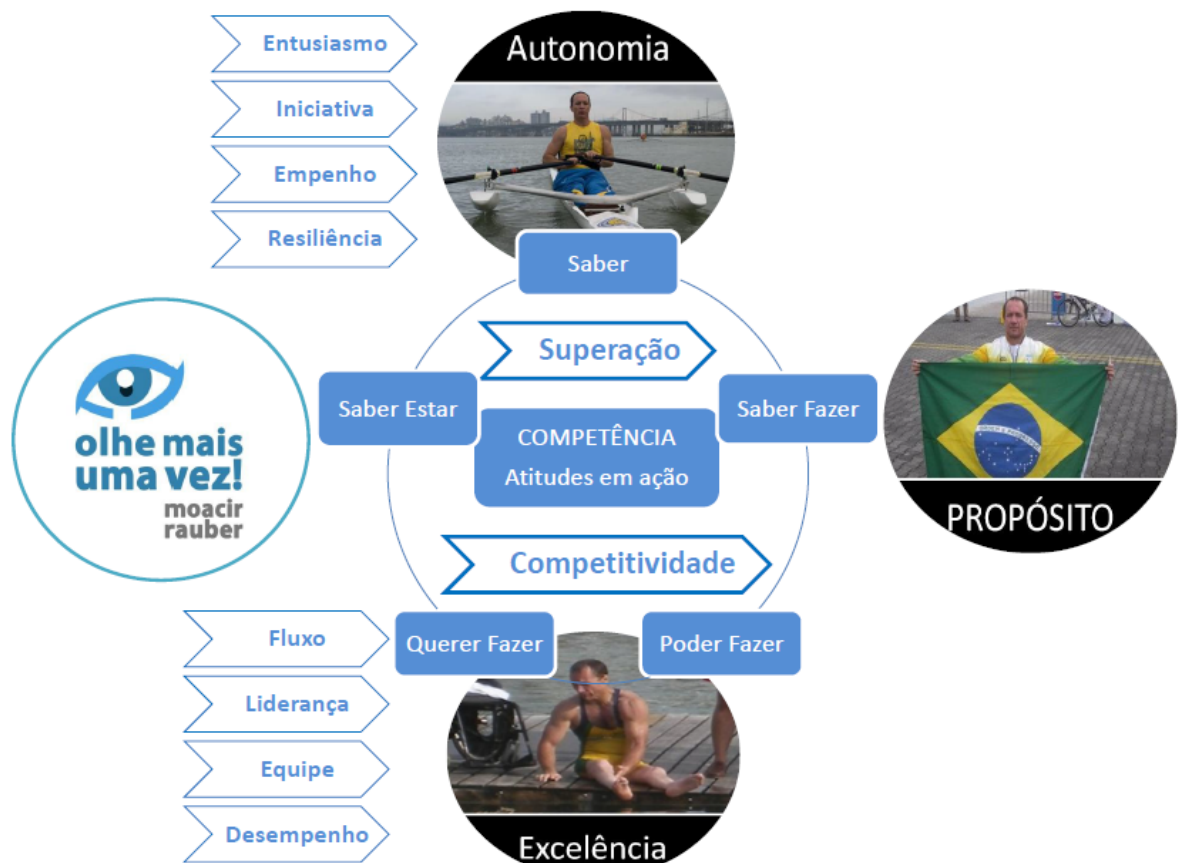 Entusiasmo
Iniciativa
Empenho
Resiliência
Autonomia
Saber
Superação
Saber Estar
Saber Fazer
COMPETÊNCIA
Atitudes em ação
Competitividade
Querer Fazer
Poder Fazer
olhe mais
uma vez!
moacir
rauber
PROPÓSITO
Fluxo
Liderança
Equipe
Desempenho
Excelência